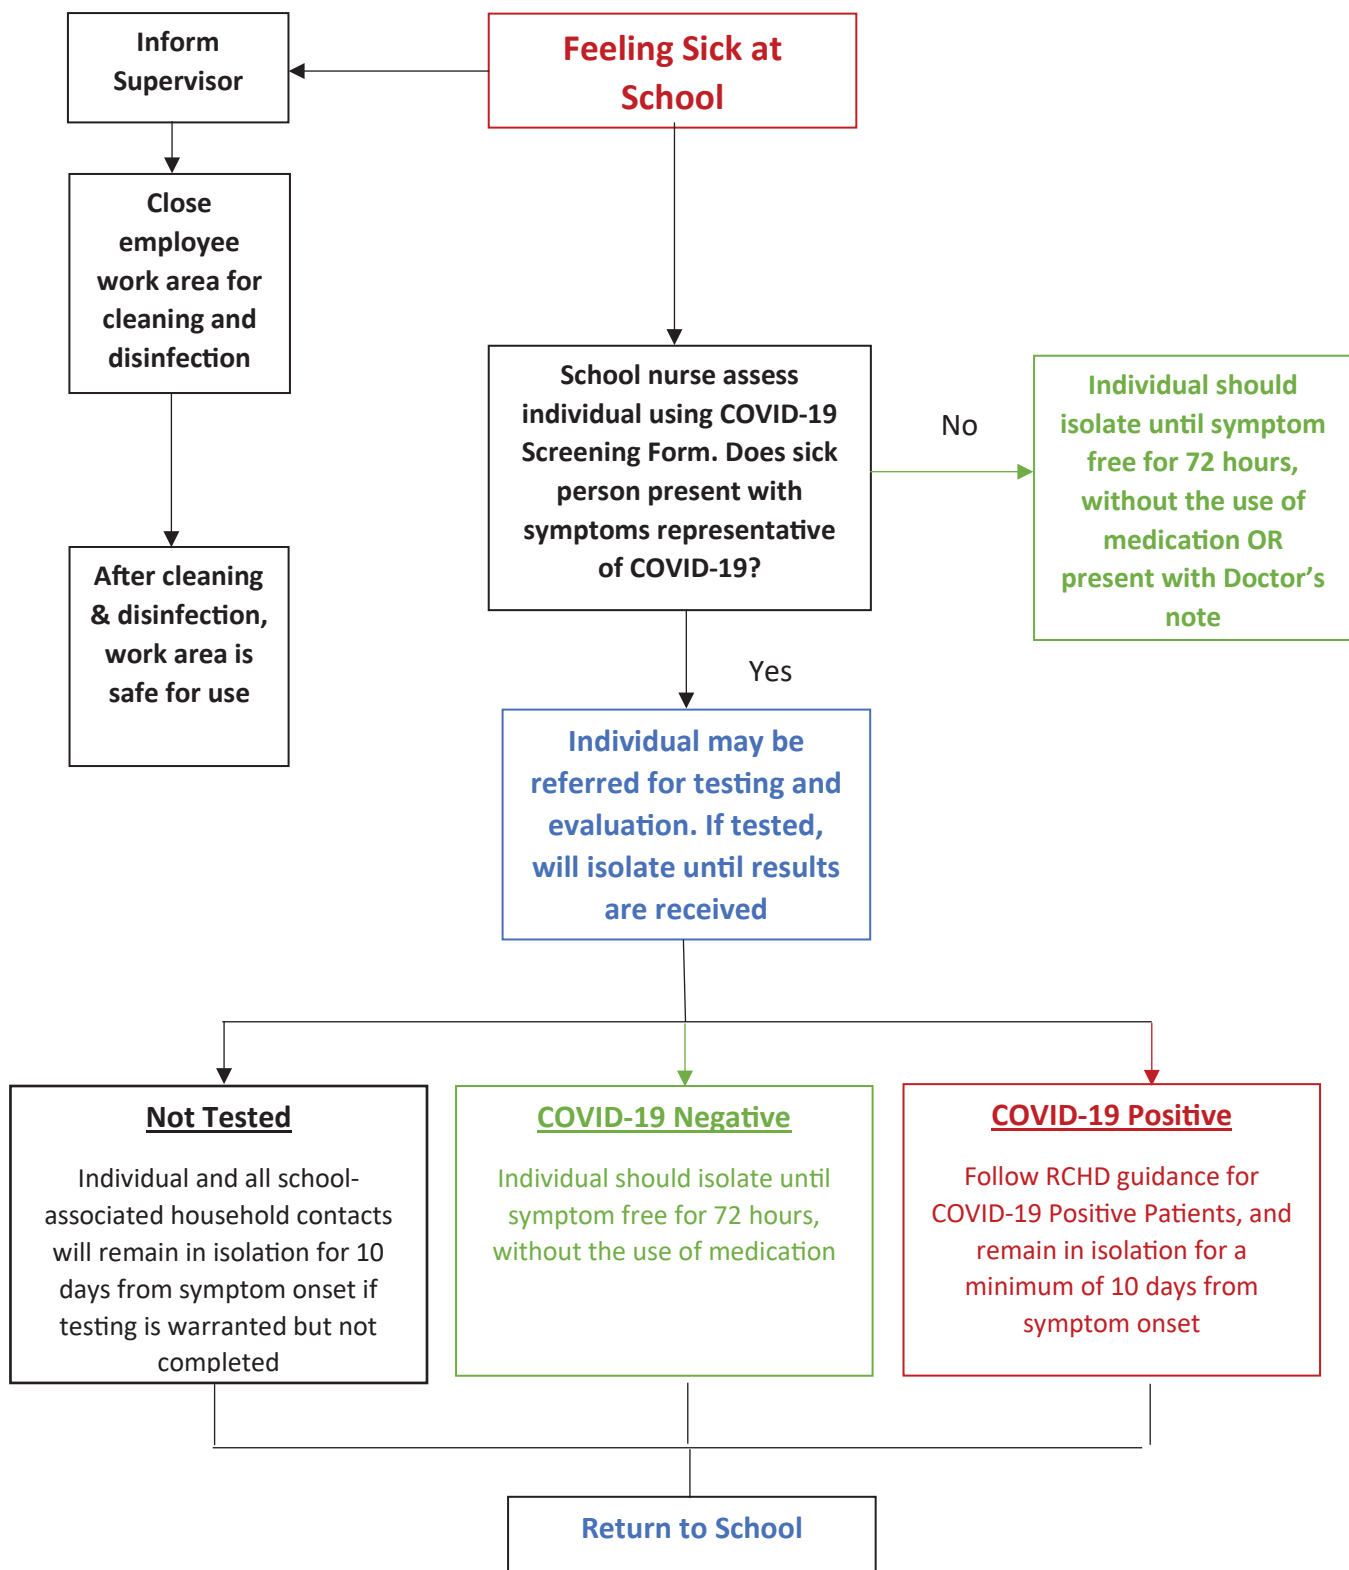 Inform
Supervisor
Feeling Sick at
School
Close
employee
work area for
cleaning and
disinfection
School nurse assess
individual using COVID-19
Screening Form. Does sick
person present with
symptoms representative
of COVID-19?
No
Individual should
isolate until symptom
free for 72 hours,
without the use of
medication OR
present with Doctor’s
note
After cleaning
& disinfection,
work area is
safe for use
Yes
Individual may be
referred for testing and
evaluation. If tested,
will isolate until results
are received
Not Tested
Individual and all school-
associated household contacts
will remain in isolation for 10
days from symptom onset if
testing is warranted but not
completed
COVID-19 Negative
Individual should isolate until
symptom free for 72 hours,
without the use of medication
COVID-19 Positive
Follow RCHD guidance for
COVID-19 Positive Patients, and
remain in isolation for a
minimum of 10 days from
symptom onset
Return to School